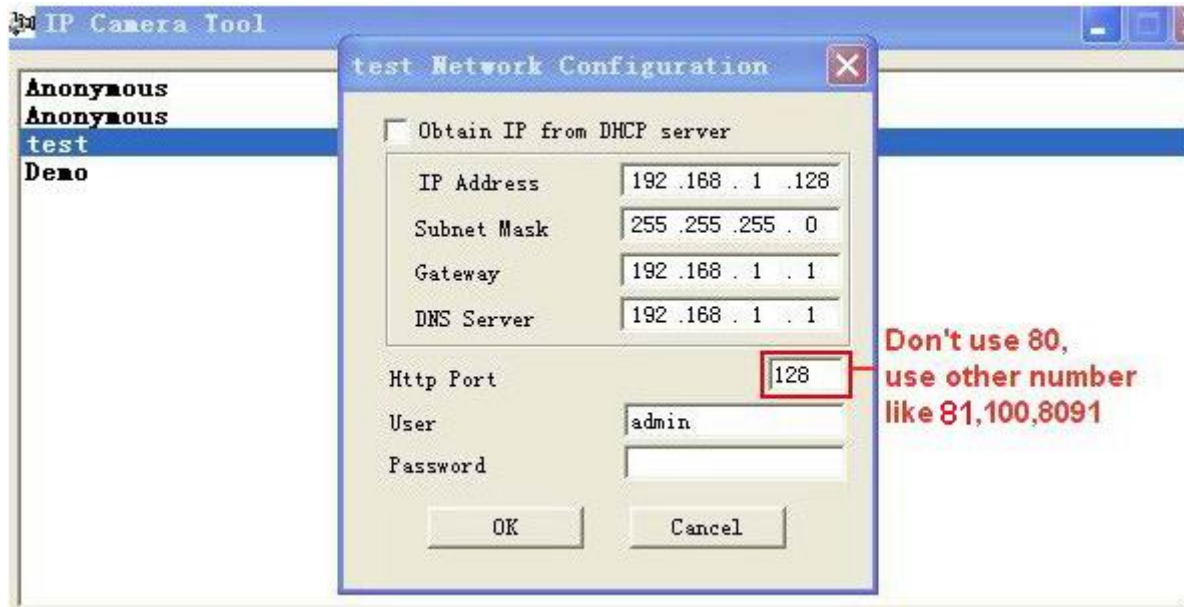 IP Camera Tool
Anonymous
Anonymous
test
Demo
test Network Configuration
Obtain IP from DHCP server
IP Address 192 .168 . 1 .128
Subnet Mask 255 .255 .255 . 0
Gateway 192 .168 . 1 . 1
DNS Server 192 .168 . 1 . 1
Http Port 128
User admin
Password
OK Cancel
Don't use 80,
use other number
like 81,100,8091